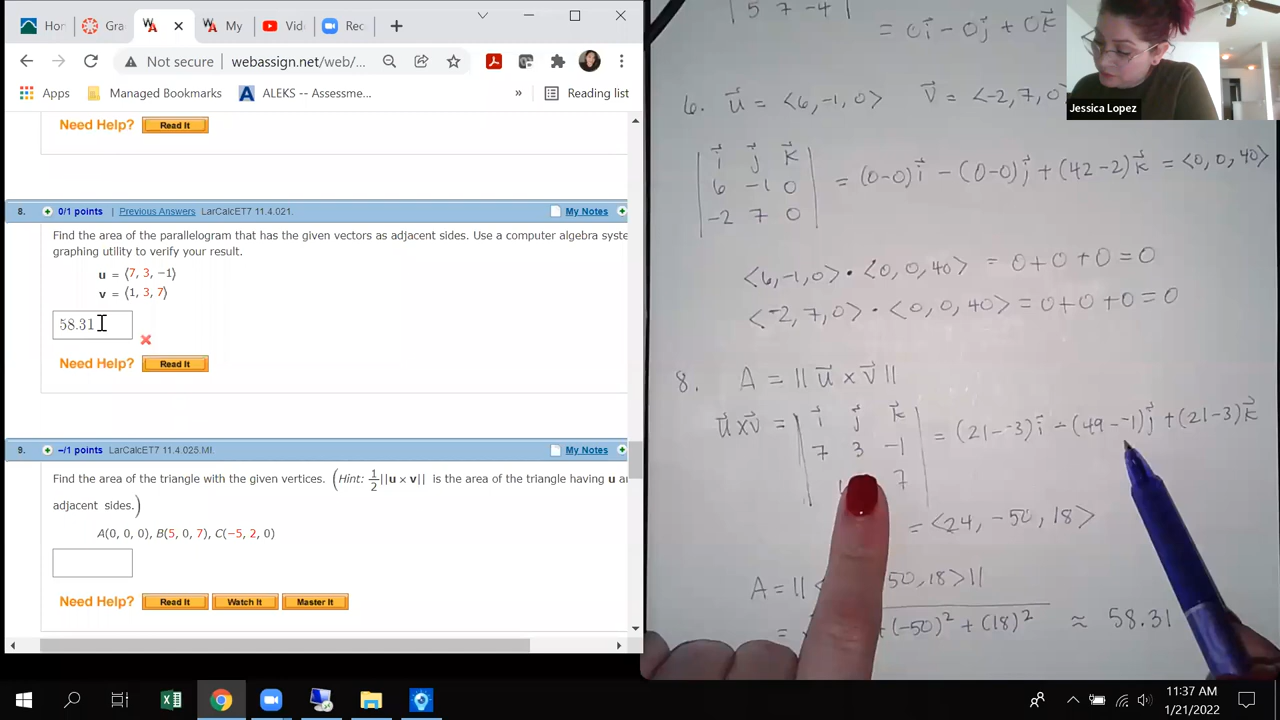 Hon
Gra
My
Vid
Rec
Not secure
webassign.net/web/...
Apps
Managed Bookmarks
ALEKS -- Assessme...
»
Reading list
Need Help? Read It
8. 0/1 points | Previous Answers LarCalcET7 11.4.021.
My Notes
Find the area of the parallelogram that has the given vectors as adjacent sides. Use a computer algebra syste
graphing utility to verify your result.
u = ⟨7, 3, −1⟩
v = ⟨1, 3, 7⟩
58.31
Need Help? Read It
9. –/1 points LarCalcET7 11.4.025.MI.
My Notes
Find the area of the triangle with the given vertices. (Hint: 1/2||u × v|| is the area of the triangle having u a
adjacent sides.)
A(0, 0, 0), B(5, 0, 7), C(−5, 2, 0)
Need Help? Read It Watch It Master It
| 5 7 -4 |
= 0i⃗ - 0j⃗ + 0k⃗
6. u⃗ = <6,-1,0> v⃗ = <-2,7,0
| i⃗ j⃗ k⃗ |
6 -1 0 = (0-0)i⃗ - (0-0)j⃗ + (42-2)k⃗ = <0,0,40>
-2 7 0
<6,-1,0> • <0,0,40> = 0+0+0 = 0
<-2,7,0> • <0,0,40> = 0+0+0 = 0
8. A = || u⃗ x v⃗ ||
u⃗ x v⃗ = | i⃗ j⃗ k⃗ |
7 3 -1 = (21--3)i⃗ - (49--1)j⃗ + (21-3)k⃗
7
= <24, -50, 18>
A = || < 50, 18> ||
= + (-50)² + (18)² ≈ 58.31
Jessica Lopez
11:37 AM
1/21/2022